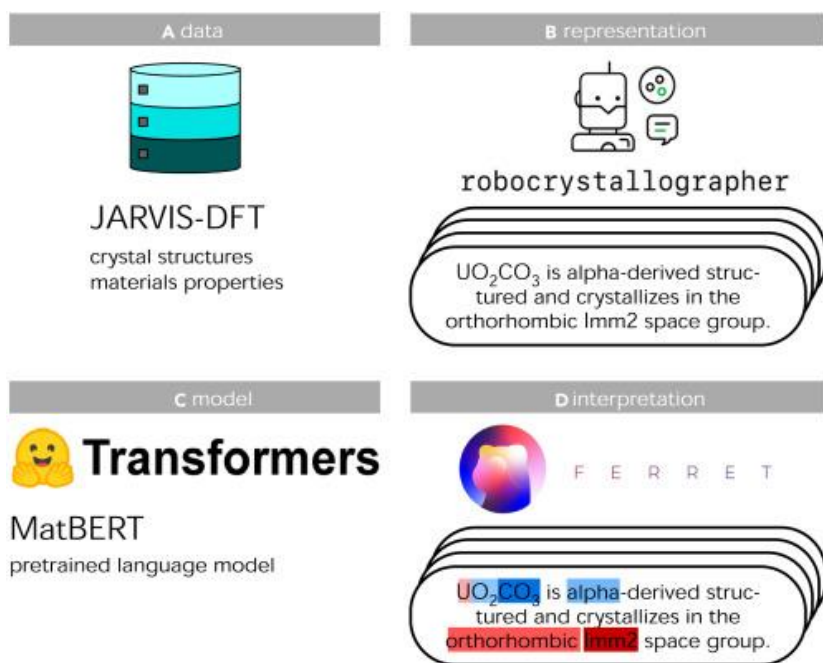 A data
JARVIS-DFT
crystal structures
materials properties
B representation
robocrystallographer
UO₂CO₃ is alpha-derived struc-
tured and crystallizes in the
orthorhombic Imm2 space group.
C model
Transformers
MatBERT
pretrained language model
D interpretation
FERRET
UO₂CO₃ is alpha-derived struc-
tured and crystallizes in the
orthorhombic Imm2 space group.